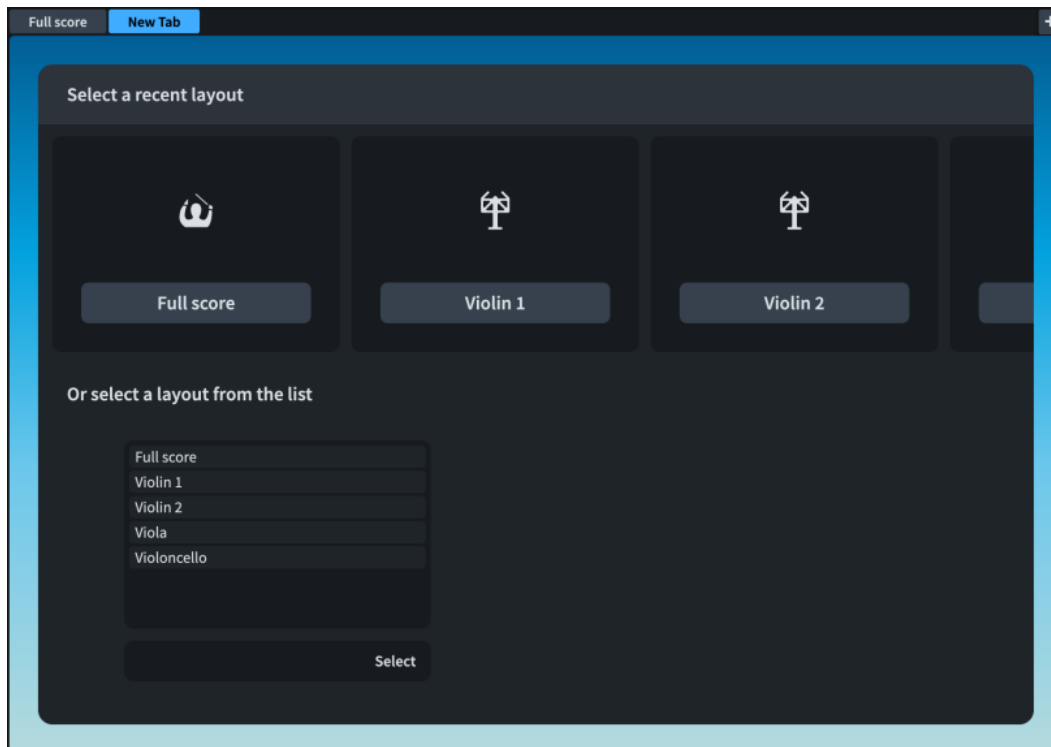 Full score
New Tab
+
Select a recent layout
Full score
Violin 1
Violin 2
Or select a layout from the list
Full score
Violin 1
Violin 2
Viola
Violoncello
Select